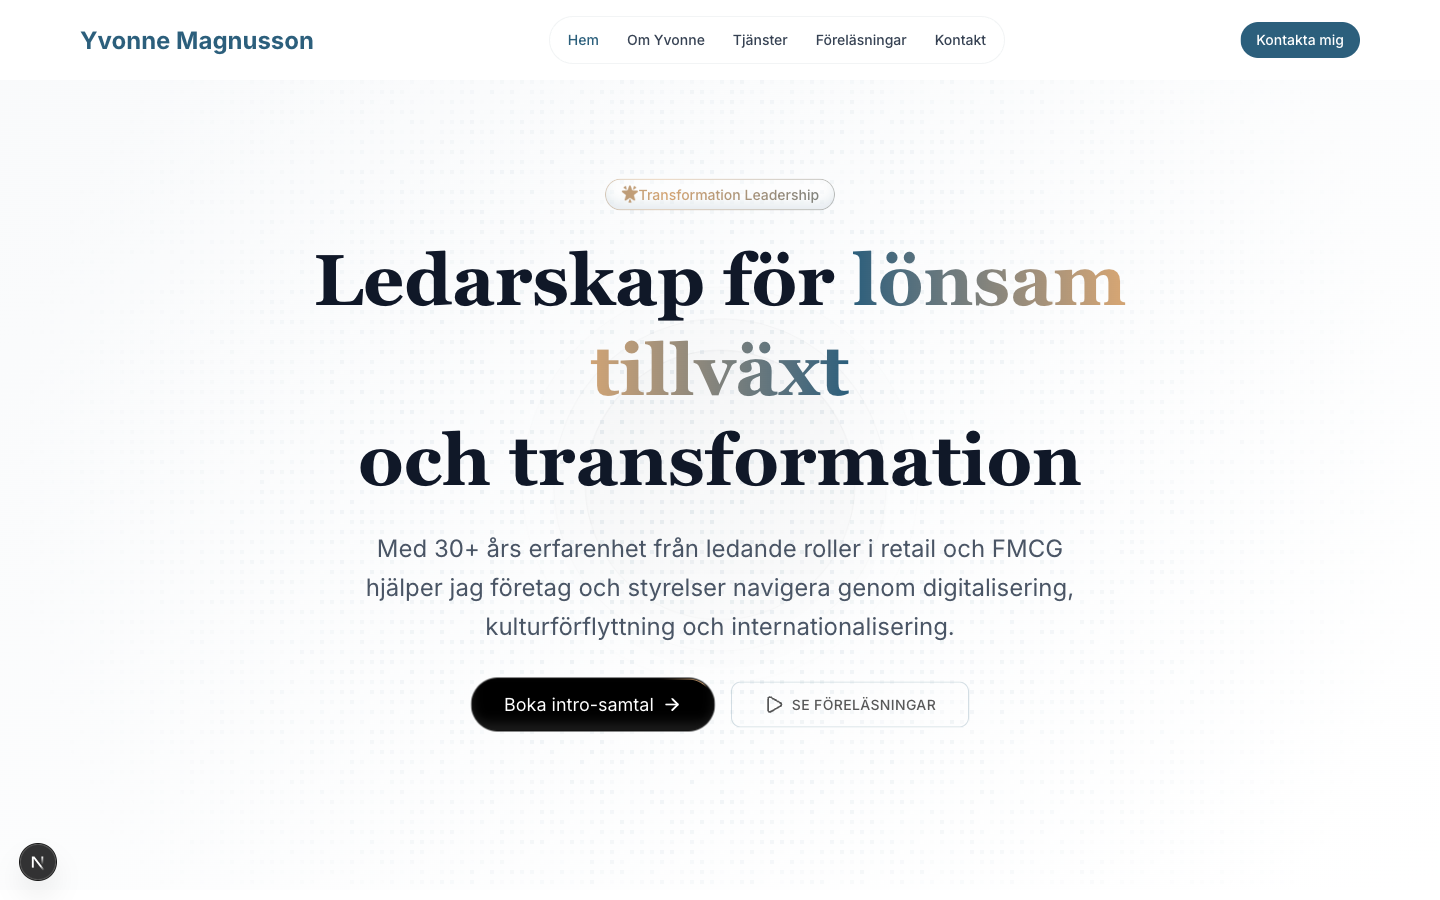 Yvonne Magnusson
Hem Om Yvonne Tjänster Föreläsningar Kontakt
Kontakta mig
Transformation Leadership
Ledarskap för lönsam
tillväxt
och transformation
Med 30+ års erfarenhet från ledande roller i retail och FMCG
hjälper jag företag och styrelser navigera genom digitalisering,
kulturförflyttning och internationalisering.
Boka intro-samtal →
SE FÖRELÄSNINGAR
N